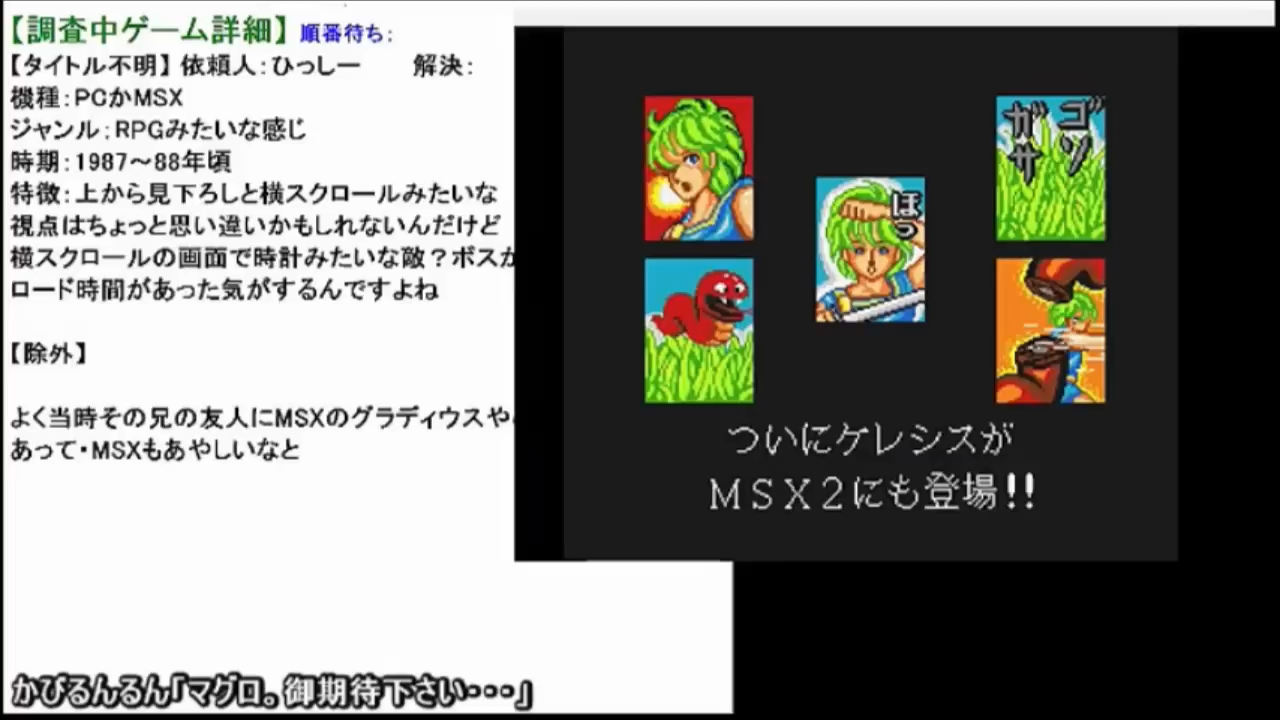 【調査中ゲーム詳細】 順番待ち:
【タイトル不明】 依頼人:ひっしー 解決:
機種:PCかMSX
ジャンル:RPGみたいな感じ
時期:1987～88年頃
特徴:上から見下ろしと横スクロールみたいな
視点はちょっと思い違いかもしれないんだけど
横スクロールの画面で時計みたいな敵?ボスが
ロード時間があった気がするんですよね
【除外】
よく当時その兄の友人にMSXのグラディウスや
あって・MSXもあやしいなと
ゴソ
ガサ
ほっ
ついにケレシスが
MSX2にも登場!!
かびるんるん「マグロ。御期待下さい・・・」